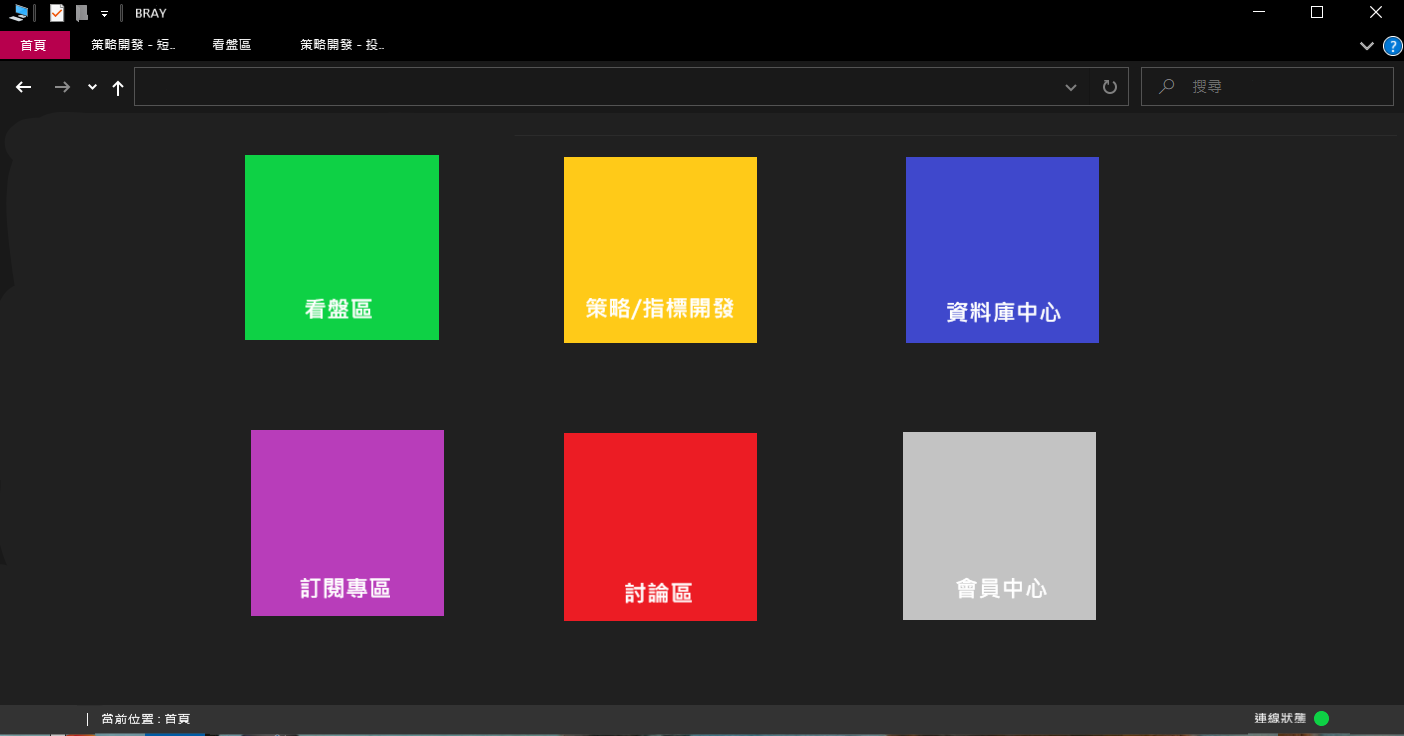 BRAY
首頁
策略開發 - 短..
看盤區
策略開發 - 投..
?
搜尋
看盤區
策略/指標開發
資料庫中心
訂閱專區
討論區
會員中心
當前位置 : 首頁
連線狀態